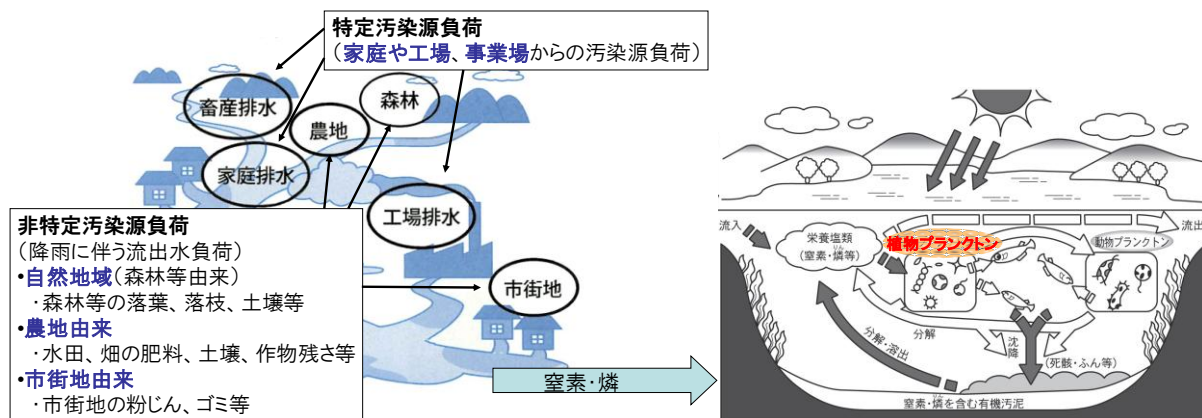 特定汚染源負荷
（家庭や工場、事業場からの汚染源負荷）
畜産排水
農地
森林
家庭排水
工場排水
市街地
非特定汚染源負荷
（降雨に伴う流出水負荷）
•自然地域（森林等由来）
・森林等の落葉、落枝、土壌等
•農地由来
・水田、畑の肥料、土壌、作物残さ等
•市街地由来
・市街地の粉じん、ゴミ等
窒素・燐
流入
栄養塩類
（窒素・燐等）
りん
植物プランクトン
動物プランクトン
流出
分解・溶出
分解
沈降
（死骸・ふん等）
りん
窒素・燐を含む有機汚泥